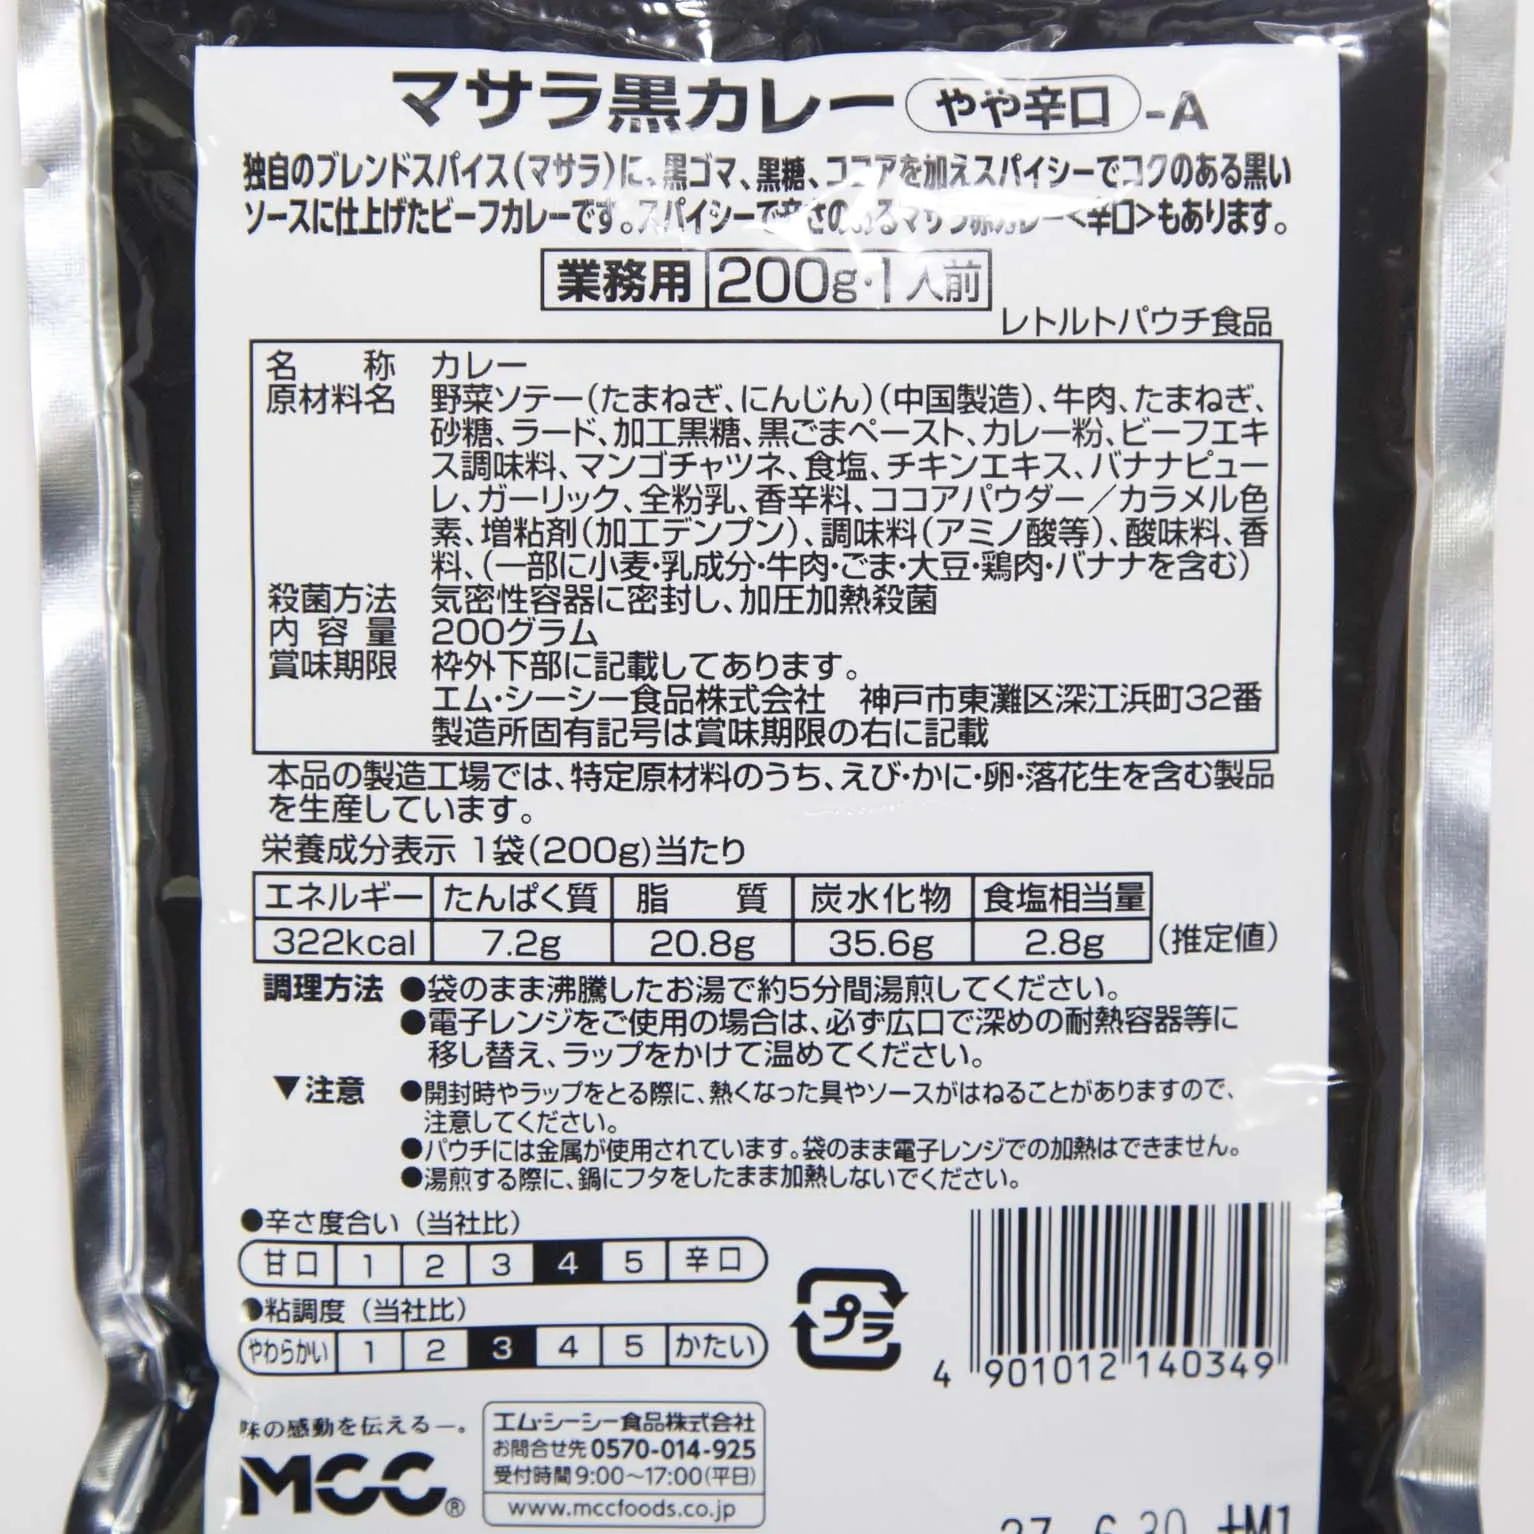 マサラ黒カレー やや辛口 -A
独自のブレンドスパイス(マサラ)に、黒ゴマ、黒糖、ココアを加えスパイシーでコクのある黒い
ソースに仕上げたビーフカレーです。スパイシーで辛さのあるマサラ赤カレー<辛口>もあります。
業務用 200g・1人前
レトルトパウチ食品
名称 カレー
原材料名 野菜ソテー(たまねぎ、にんじん)(中国製造)、牛肉、たまねぎ、
砂糖、ラード、加工黒糖、黒ごまペースト、カレー粉、ビーフエキ
ス調味料、マンゴチャツネ、食塩、チキンエキス、バナナピュー
レ、ガーリック、全粉乳、香辛料、ココアパウダー/カラメル色
素、増粘剤(加工デンプン)、調味料(アミノ酸等)、酸味料、香
料、(一部に小麦・乳成分・牛肉・ごま・大豆・鶏肉・バナナを含む)
殺菌方法 気密性容器に密封し、加圧加熱殺菌
内容量 200グラム
賞味期限 枠外下部に記載してあります。
エム・シーシー食品株式会社 神戸市東灘区深江浜町32番
製造所固有記号は賞味期限の右に記載
本品の製造工場では、特定原材料のうち、えび・かに・卵・落花生を含む製品
を生産しています。
栄養成分表示 1袋(200g)当たり
エネルギー たんぱく質 脂質 炭水化物 食塩相当量
322kcal 7.2g 20.8g 35.6g 2.8g (推定値)
調理方法 ●袋のまま沸騰したお湯で約5分間湯煎してください。
●電子レンジをご使用の場合は、必ず広口で深めの耐熱容器等に
移し替え、ラップをかけて温めてください。
▼注意 ●開封時やラップをとる際に、熱くなった具やソースがはねることがありますので、
注意してください。
●パウチには金属が使用されています。袋のまま電子レンジでの加熱はできません。
●湯煎する際に、鍋にフタをしたまま加熱しないでください。
●辛さ度合い(当社比)
甘口 1 2 3 4 5 辛口
●粘調度(当社比)
やわらかい 1 2 3 4 5 かたい
プラ
4 901012 140349
味の感動を伝える―。
MCC®
エム・シーシー食品株式会社
お問合せ先 0570-014-925
受付時間 9:00〜17:00(平日)
www.mccfoods.co.jp
27. 6.30 +M1